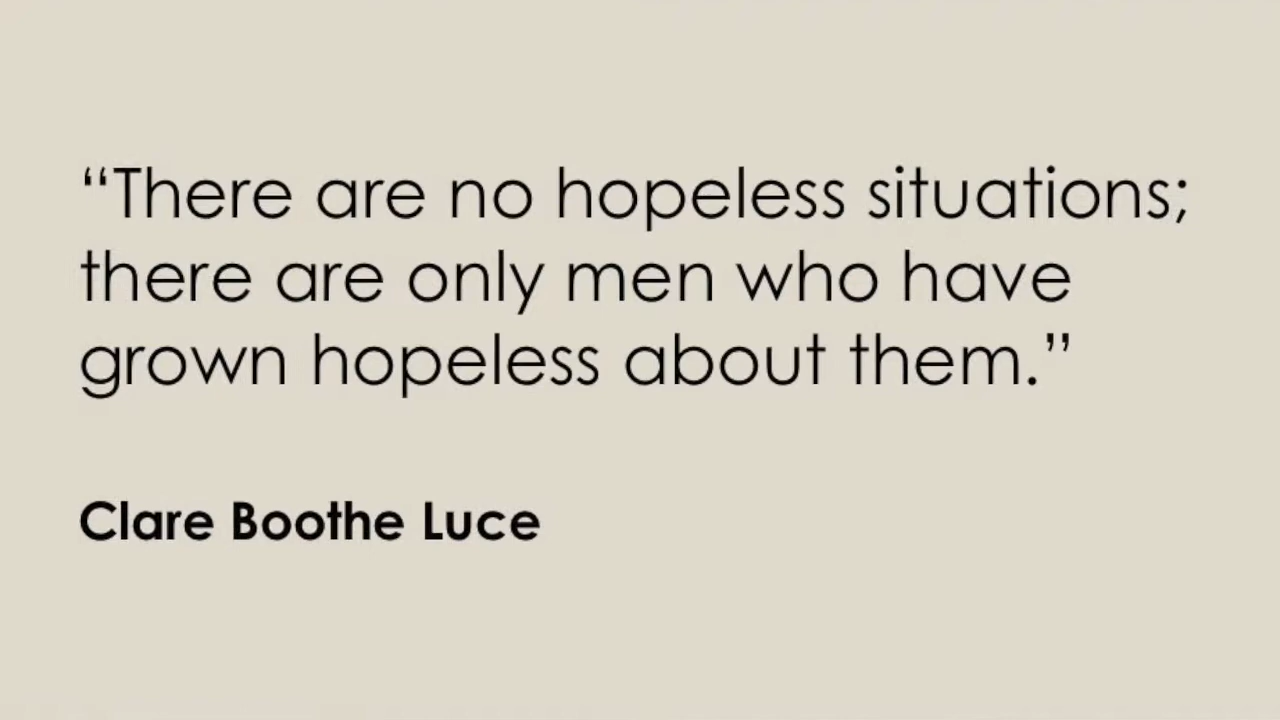 “There are no hopeless situations;
there are only men who have
grown hopeless about them.”
Clare Boothe Luce